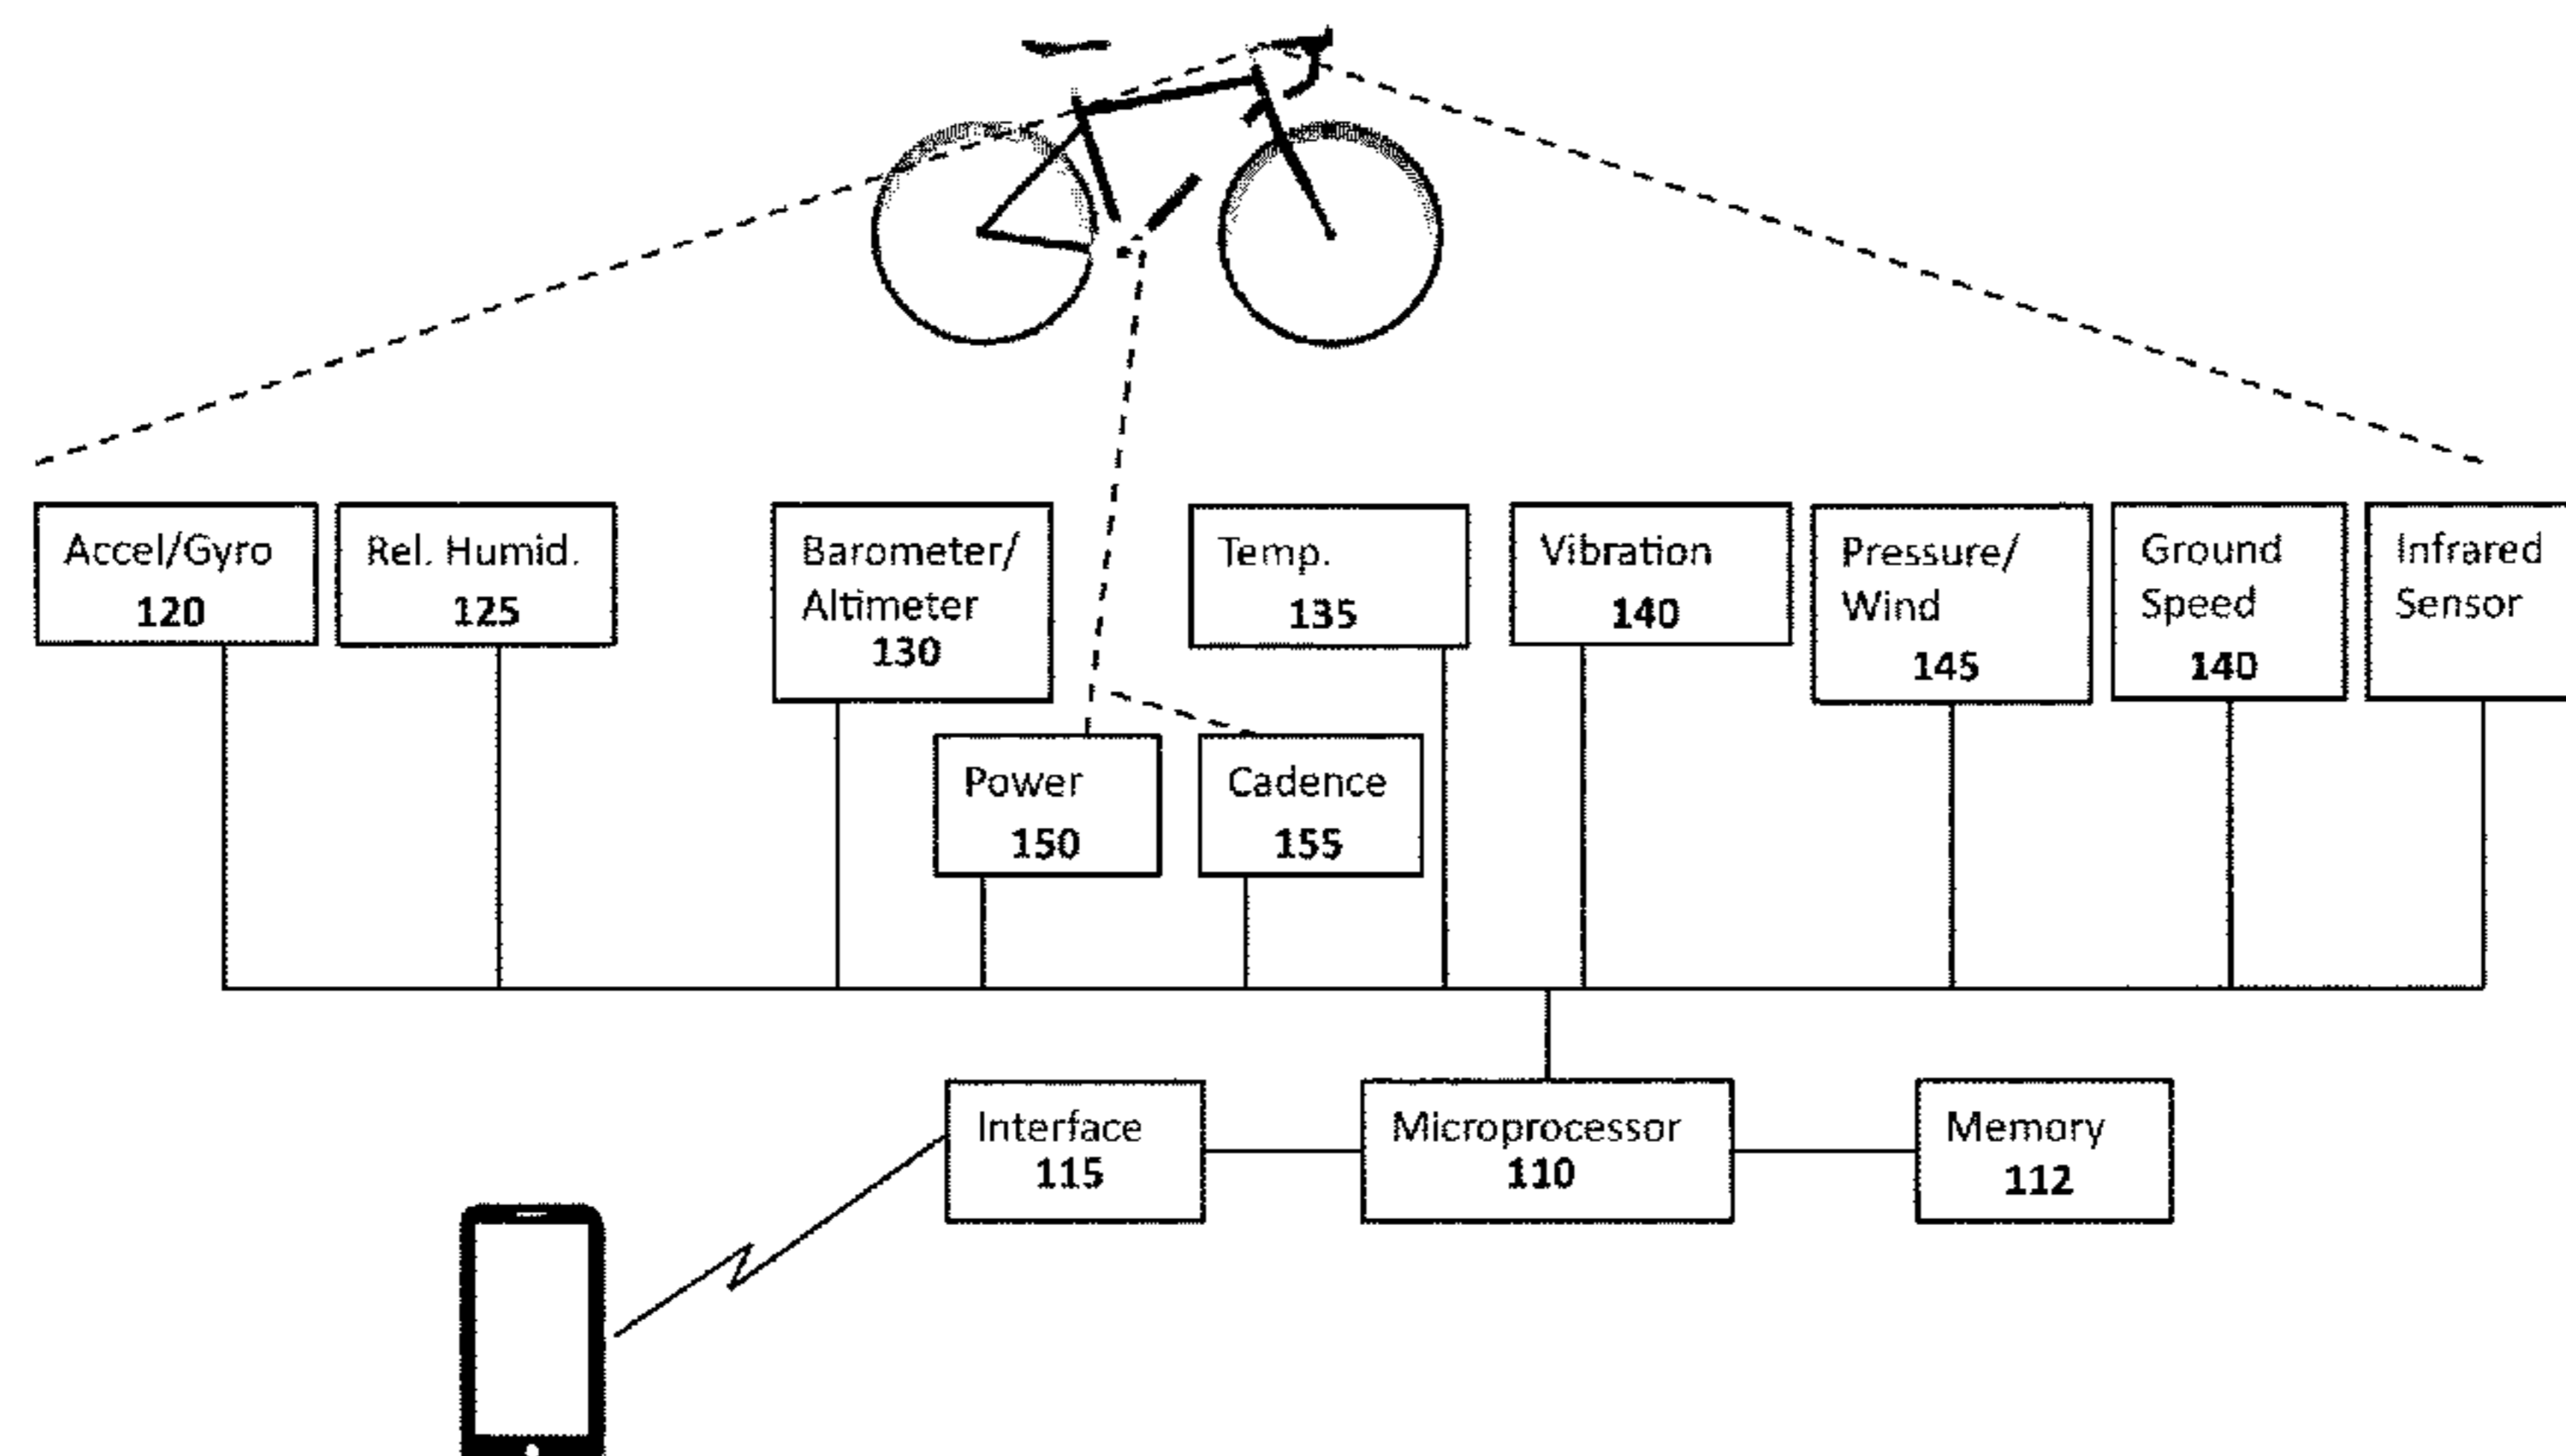 Accel/Gyro
120
Rel. Humid.
125
Barometer/
Altimeter
130
Temp.
135
Vibration
140
Pressure/
Wind
145
Ground
Speed
140
Infrared
Sensor
Power
150
Cadence
155
Interface
115
Microprocessor
110
Memory
112